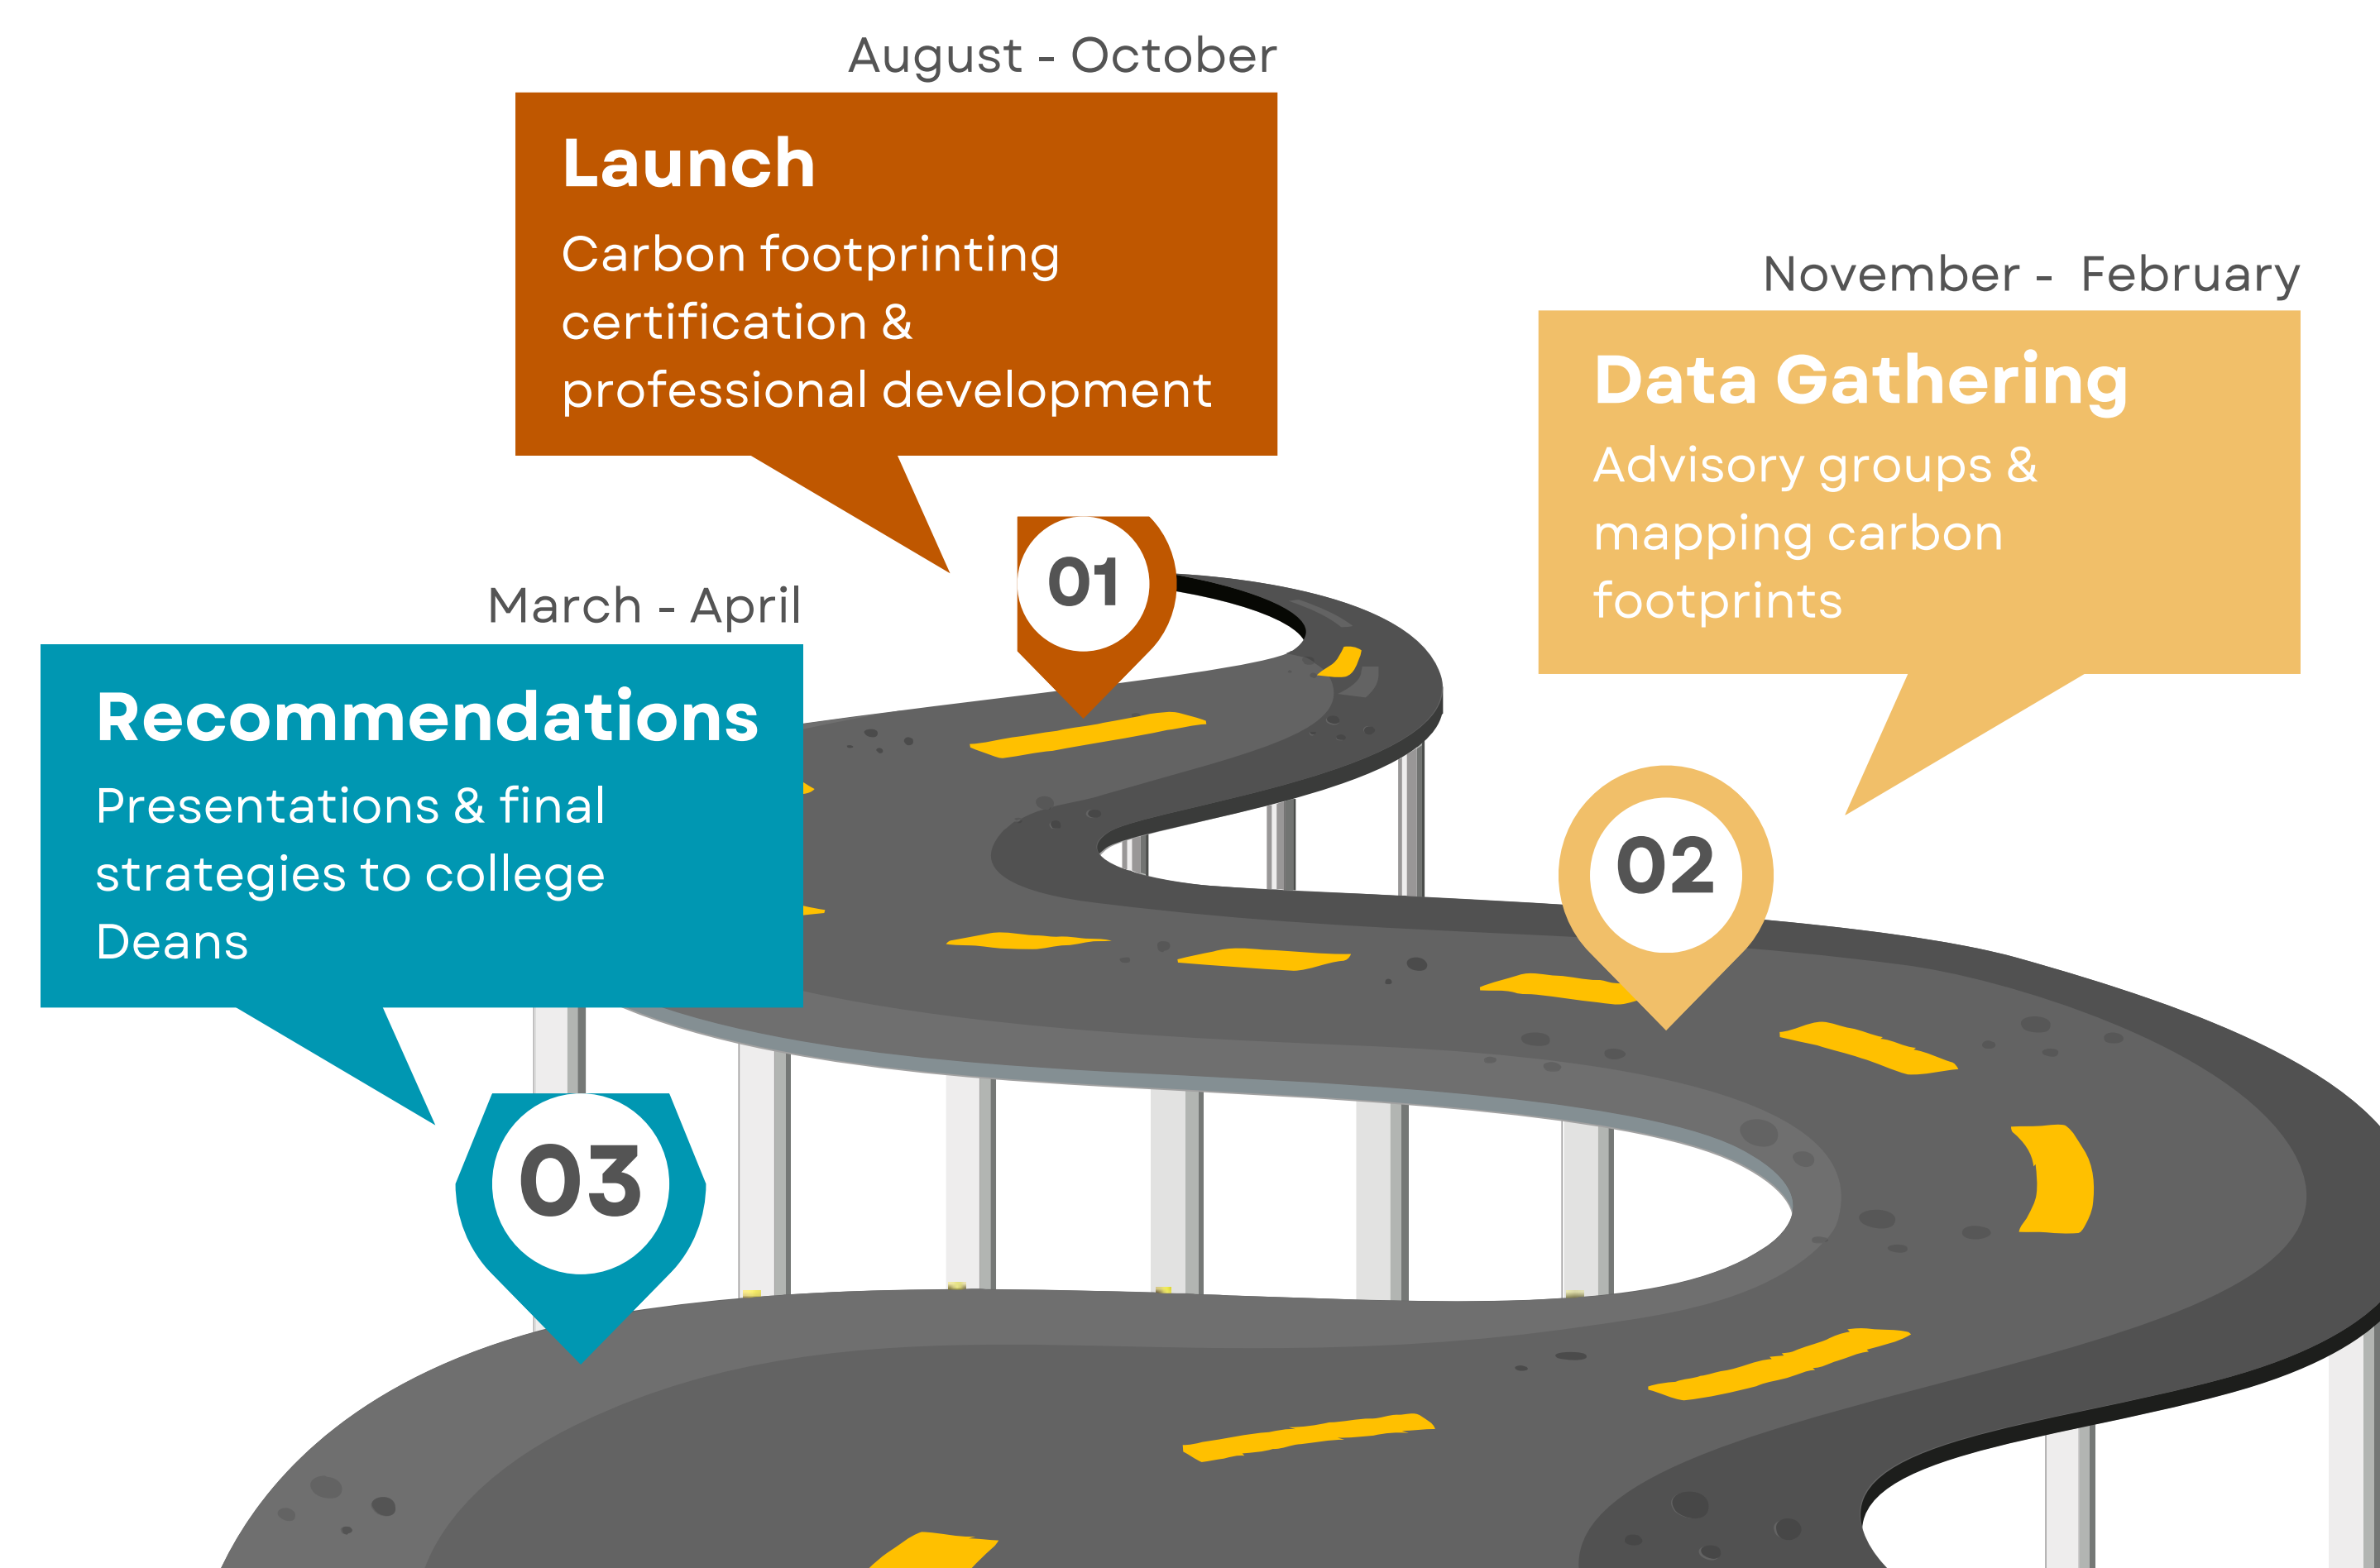 August - October
Launch
Carbon footprinting
certification &
professional development
01
November - February
Data Gathering
Advisory groups &
mapping carbon
footprints
02
March - April
Recommendations
Presentations & final
strategies to college
Deans
03